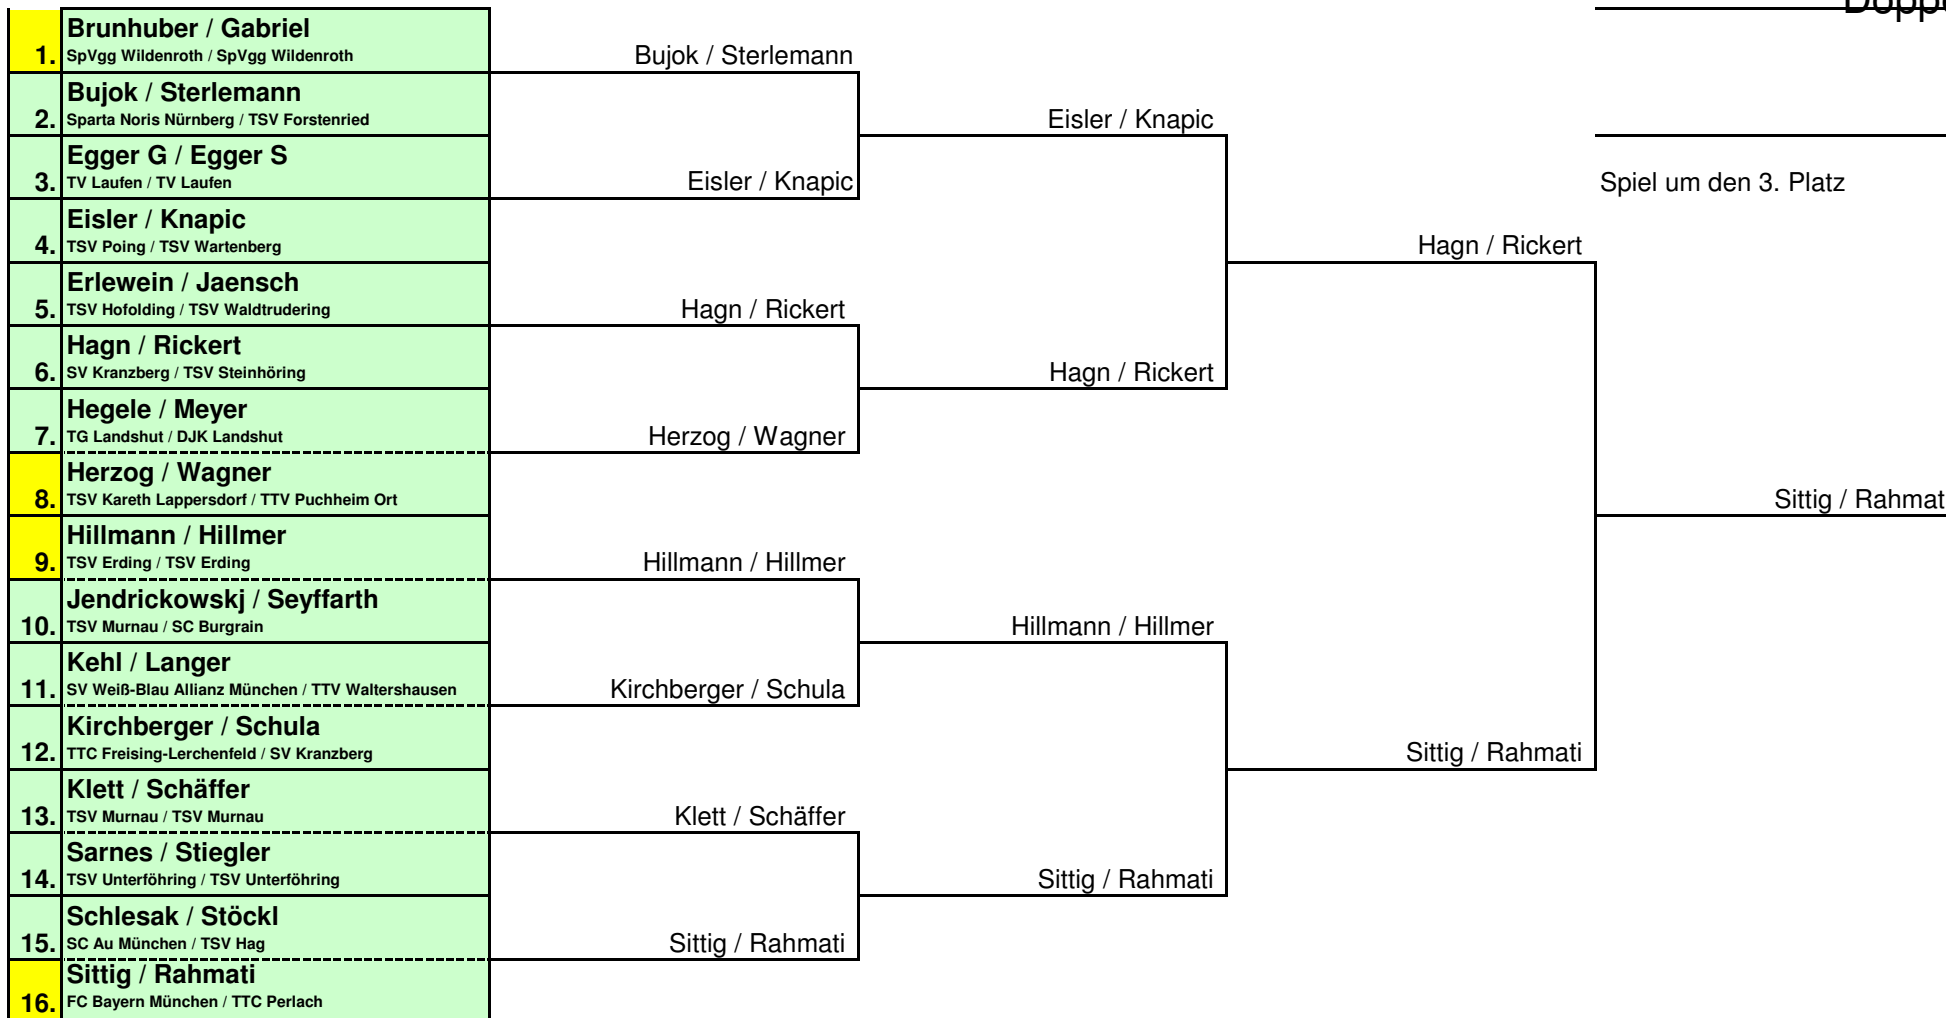 Doppe
1. Brunhuber / Gabriel
SpVgg Wildenroth / SpVgg Wildenroth
2. Bujok / Sterlemann
Sparta Noris Nürnberg / TSV Forstenried
3. Egger G / Egger S
TV Laufen / TV Laufen
4. Eisler / Knapic
TSV Poing / TSV Wartenberg
5. Erlewein / Jaensch
TSV Hofolding / TSV Waldtrudering
6. Hagn / Rickert
SV Kranzberg / TSV Steinhöring
7. Hegele / Meyer
TG Landshut / DJK Landshut
8. Herzog / Wagner
TSV Kareth Lappersdorf / TTV Puchheim Ort
9. Hillmann / Hillmer
TSV Erding / TSV Erding
10. Jendrickowskj / Seyffarth
TSV Murnau / SC Burgrain
11. Kehl / Langer
SV Weiß-Blau Allianz München / TTV Waltershausen
12. Kirchberger / Schula
TTC Freising-Lerchenfeld / SV Kranzberg
13. Klett / Schäffer
TSV Murnau / TSV Murnau
14. Sarnes / Stiegler
TSV Unterföhring / TSV Unterföhring
15. Schlesak / Stöckl
SC Au München / TSV Hag
16. Sittig / Rahmati
FC Bayern München / TTC Perlach
Bujok / Sterlemann
Eisler / Knapic
Hagn / Rickert
Herzog / Wagner
Hillmann / Hillmer
Kirchberger / Schula
Klett / Schäffer
Sittig / Rahmati
Eisler / Knapic
Hagn / Rickert
Hillmann / Hillmer
Sittig / Rahmati
Hagn / Rickert
Sittig / Rahmati
Spiel um den 3. Platz
Sittig / Rahmat